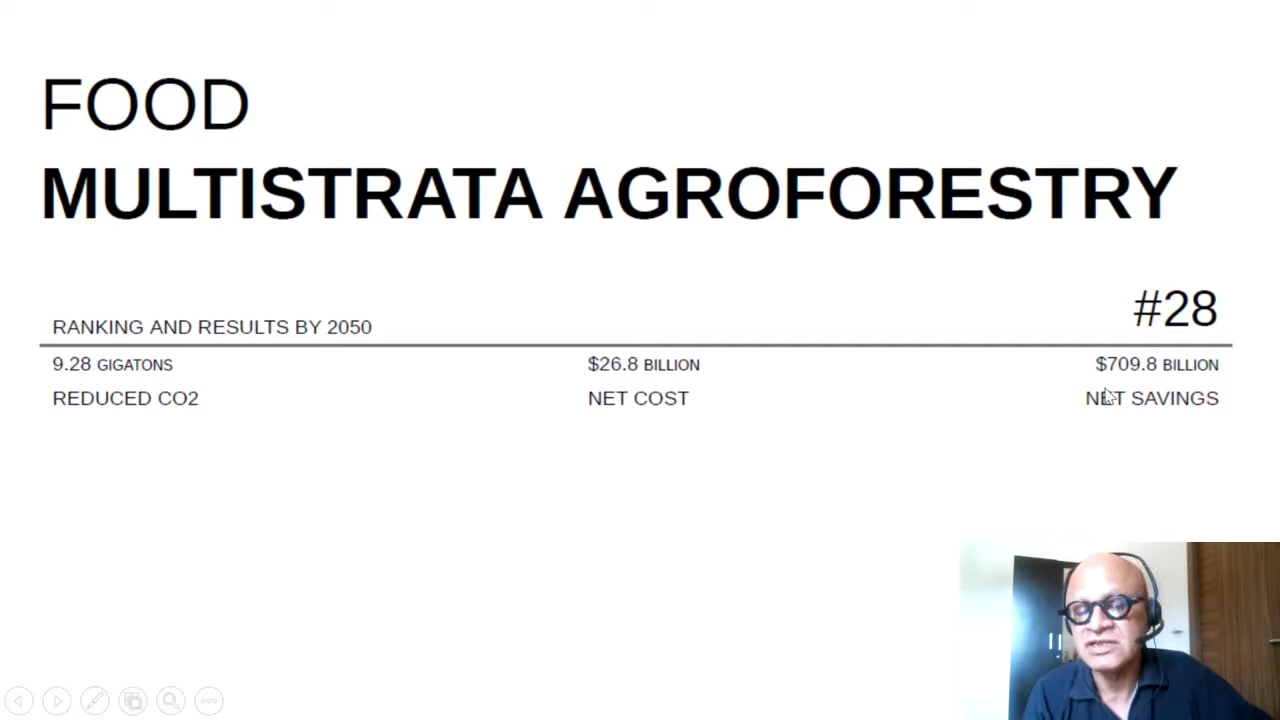 FOOD
MULTISTRATA AGROFORESTRY
#28
RANKING AND RESULTS BY 2050
9.28 GIGATONS $26.8 BILLION $709.8 BILLION
REDUCED CO2 NET COST NET SAVINGS